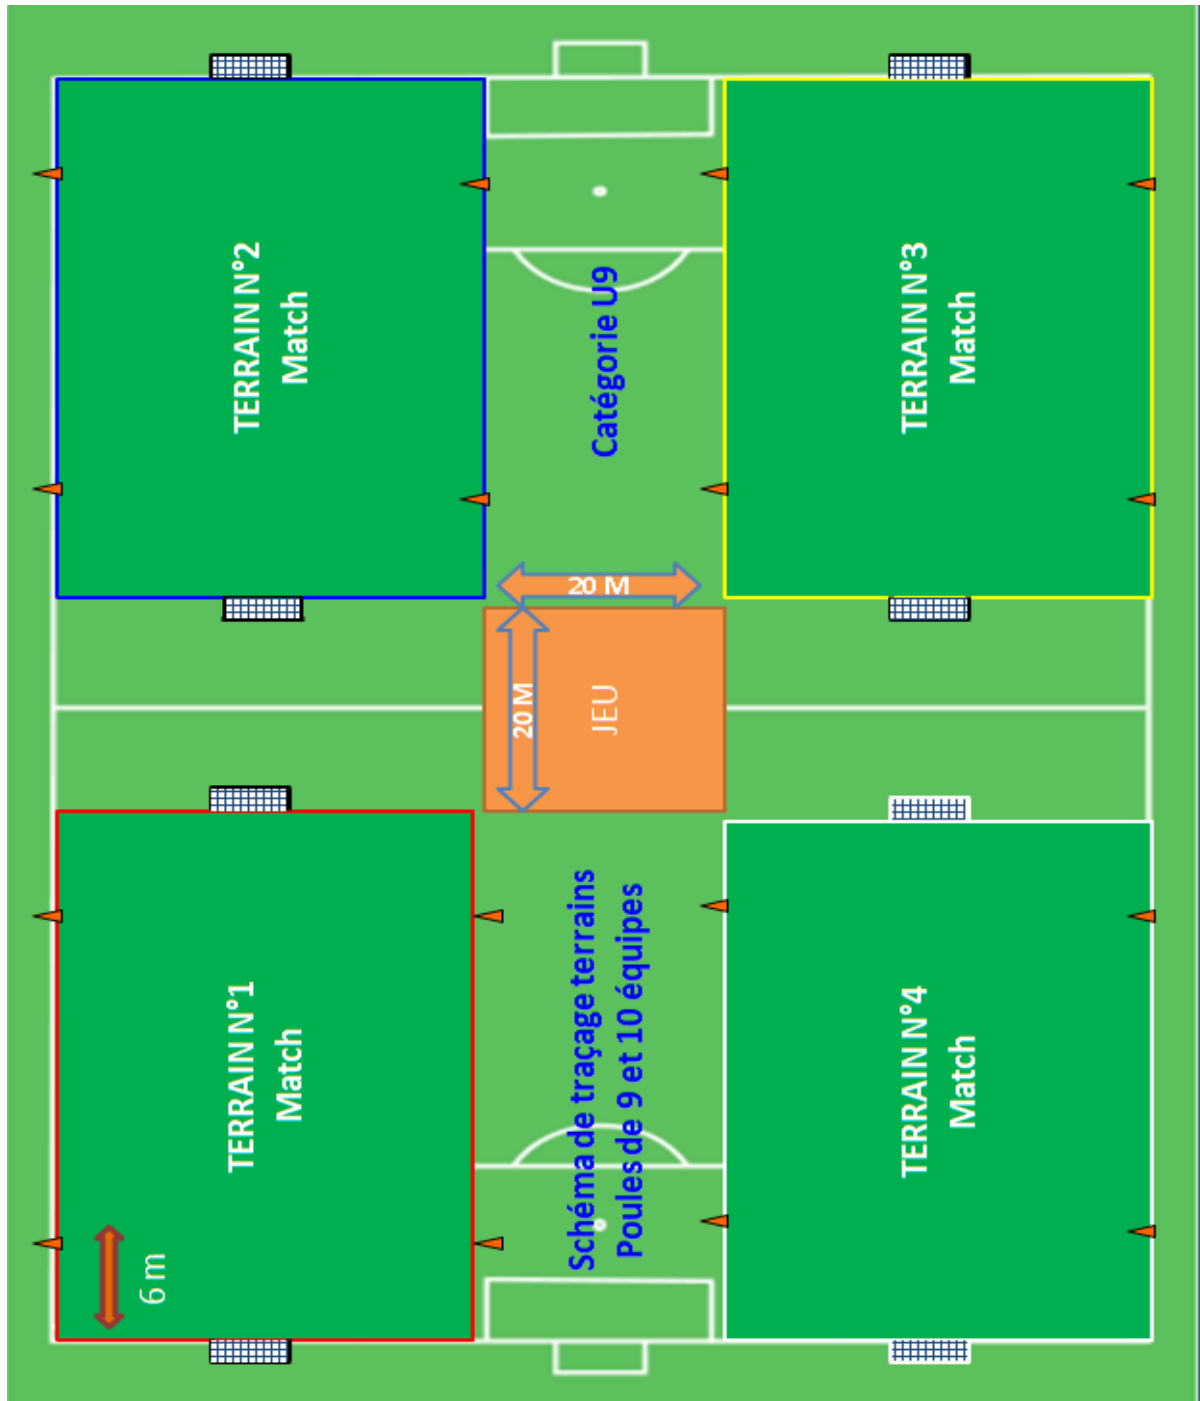 TERRAIN N°1
Match
6 m
TERRAIN N°2
Match
Schéma de traçage terrains
Poules de 9 et 10 équipes
20 M
JEU
20 M
Catégorie U9
TERRAIN N°4
Match
TERRAIN N°3
Match